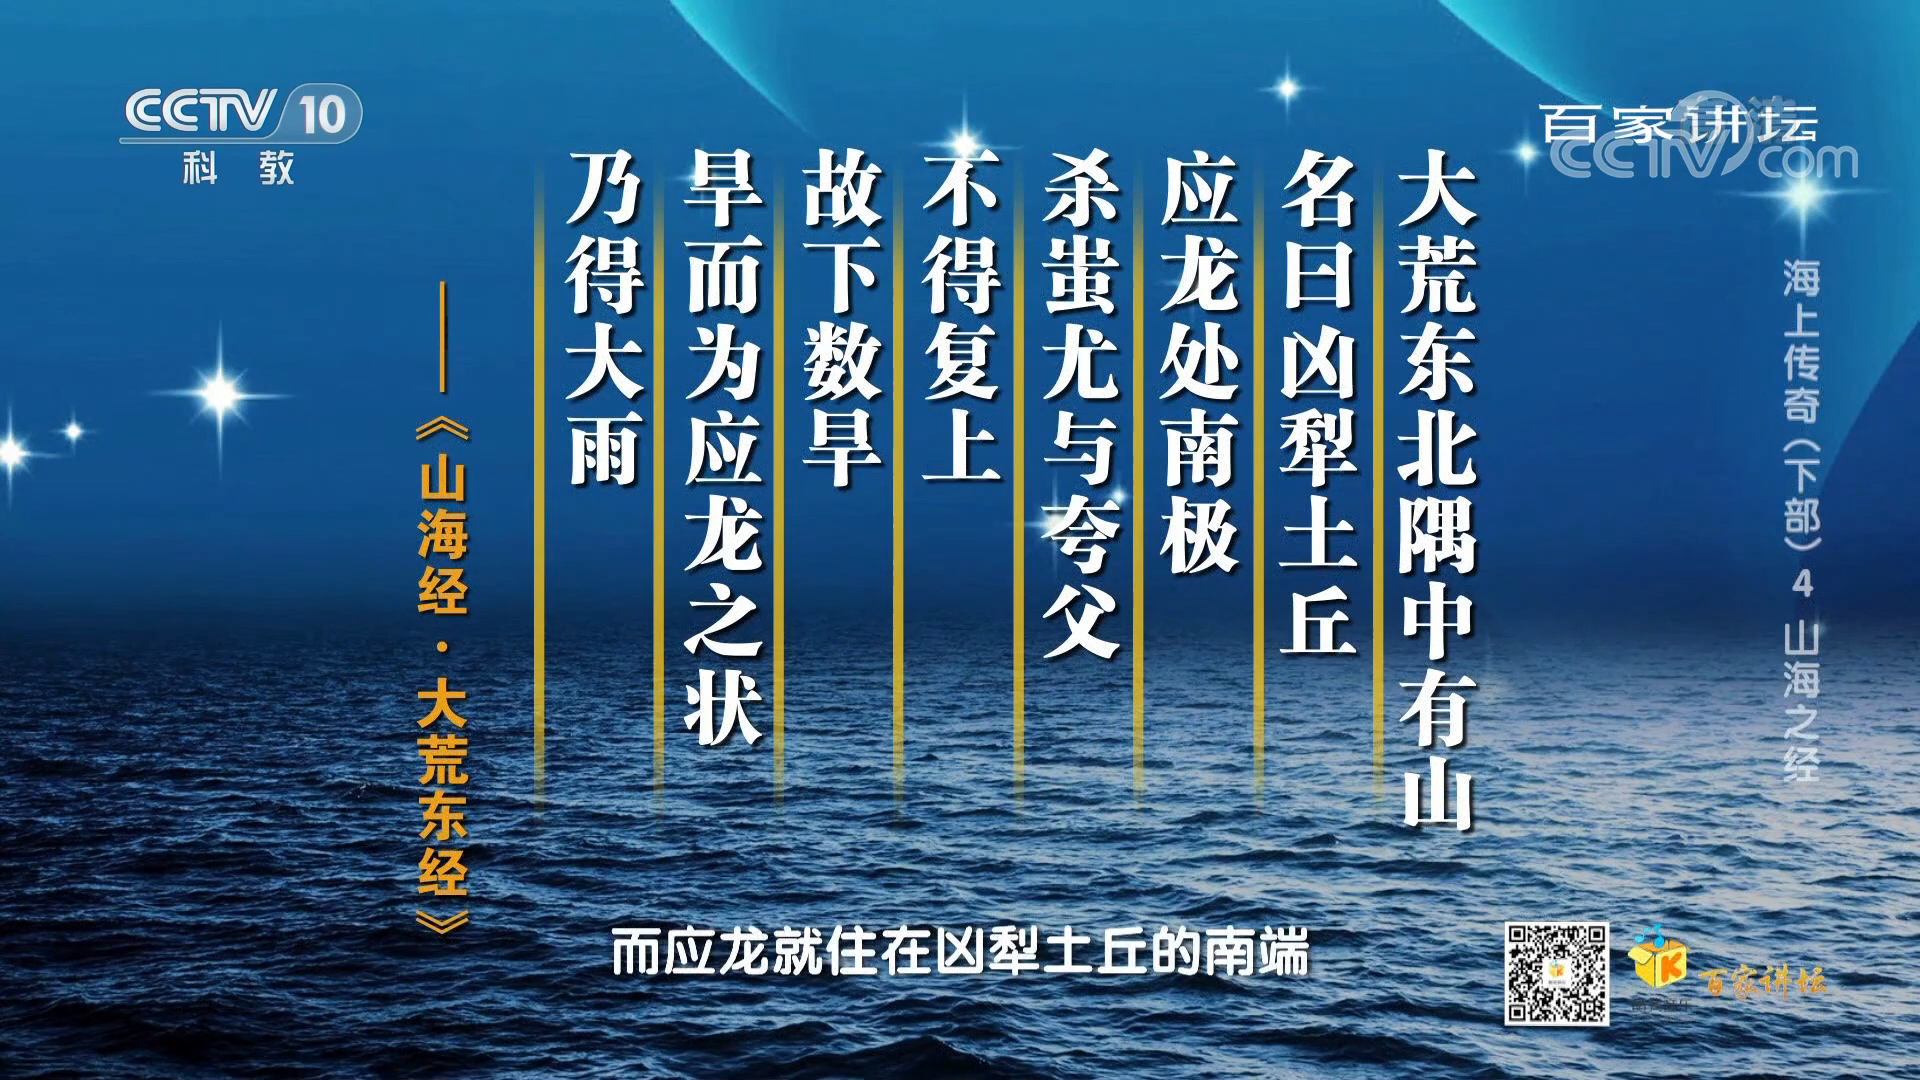 CCTV 10
科教
百家讲坛
CCTV.com
大荒东北隅中有山
名曰凶犁土丘
应龙处南极
杀蚩尤与夸父
不得复上
故下数旱
旱而为应龙之状
乃得大雨
——《山海经·大荒东经》
海上传奇（下部）4 山海之经
而应龙就住在凶犁土丘的南端
K
百家讲坛